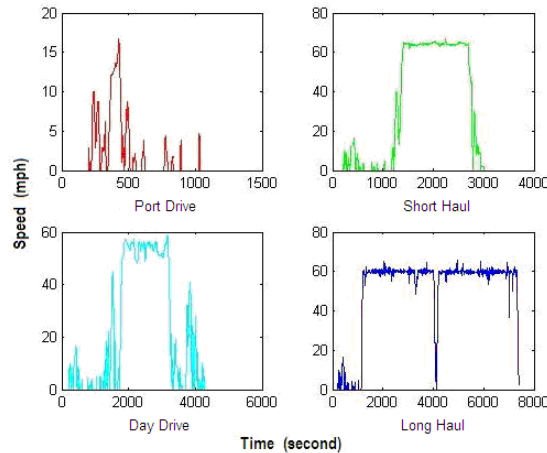 20
15
10
5
0
0 500 1000 1500
Port Drive
80
60
40
20
0
0 1000 2000 3000 4000
Short Haul
Speed (mph)
60
40
20
0
0 2000 4000 6000
Day Drive
80
60
40
20
0
0 2000 4000 6000 8000
Long Haul
Time (second)